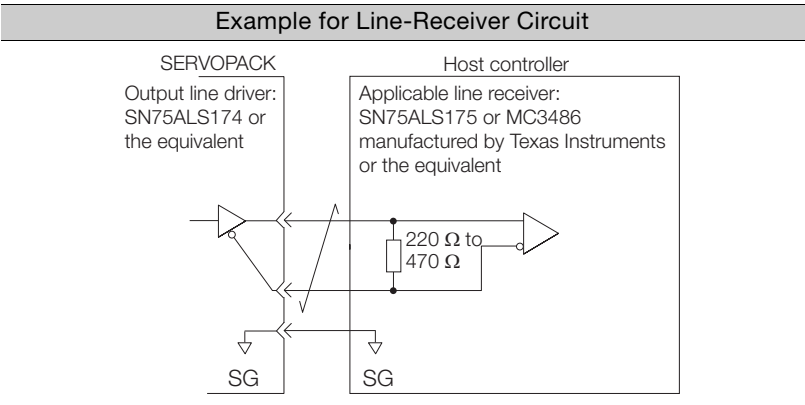 Example for Line-Receiver Circuit
SERVOPACK
Host controller
Output line driver:
SN75ALS174 or
the equivalent
Applicable line receiver:
SN75ALS175 or MC3486
manufactured by Texas Instruments
or the equivalent
220 Ω to
470 Ω
SG
SG